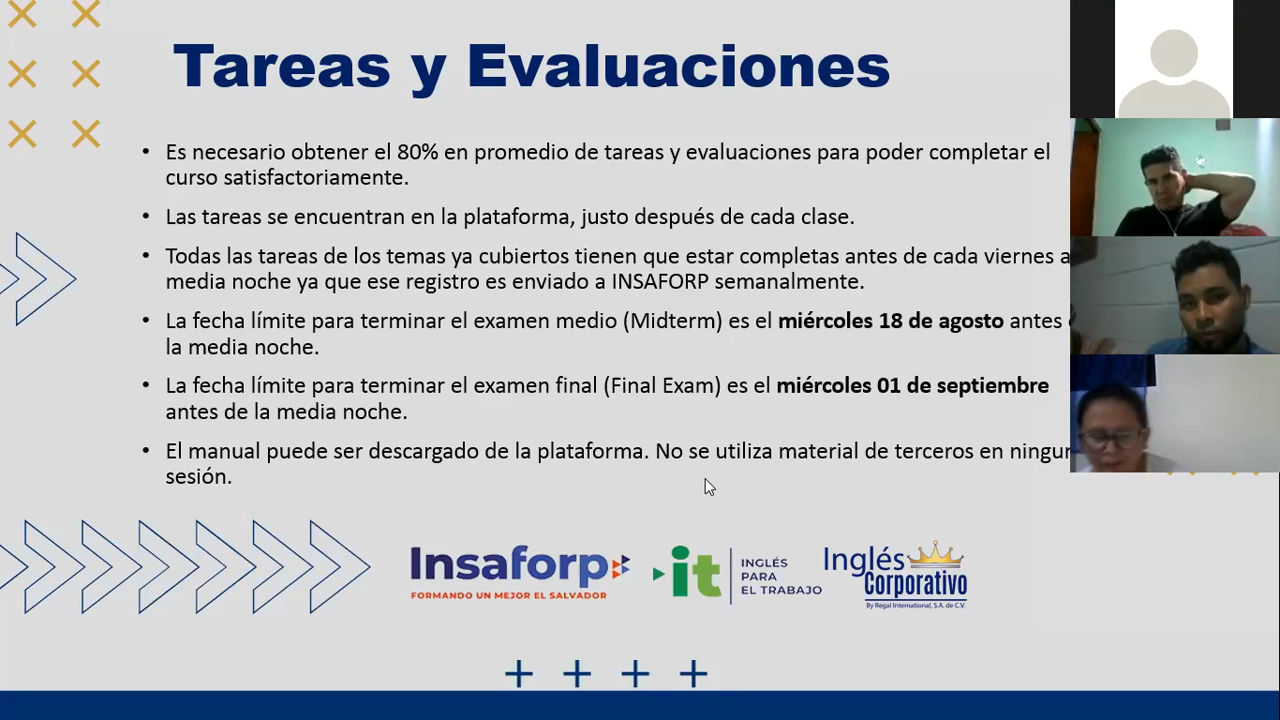 Tareas y Evaluaciones
• Es necesario obtener el 80% en promedio de tareas y evaluaciones para poder completar el
curso satisfactoriamente.
• Las tareas se encuentran en la plataforma, justo después de cada clase.
• Todas las tareas de los temas ya cubiertos tienen que estar completas antes de cada viernes a
media noche ya que ese registro es enviado a INSAFORP semanalmente.
• La fecha límite para terminar el examen medio (Midterm) es el miércoles 18 de agosto antes
la media noche.
• La fecha límite para terminar el examen final (Final Exam) es el miércoles 01 de septiembre
antes de la media noche.
• El manual puede ser descargado de la plataforma. No se utiliza material de terceros en
sesión.
Insaforp
FORMANDO UN MEJOR EL SALVADOR
it
INGLÉS
PARA
EL TRABAJO
Inglés
Corporativo
By Regal International, S.A. de C.V.